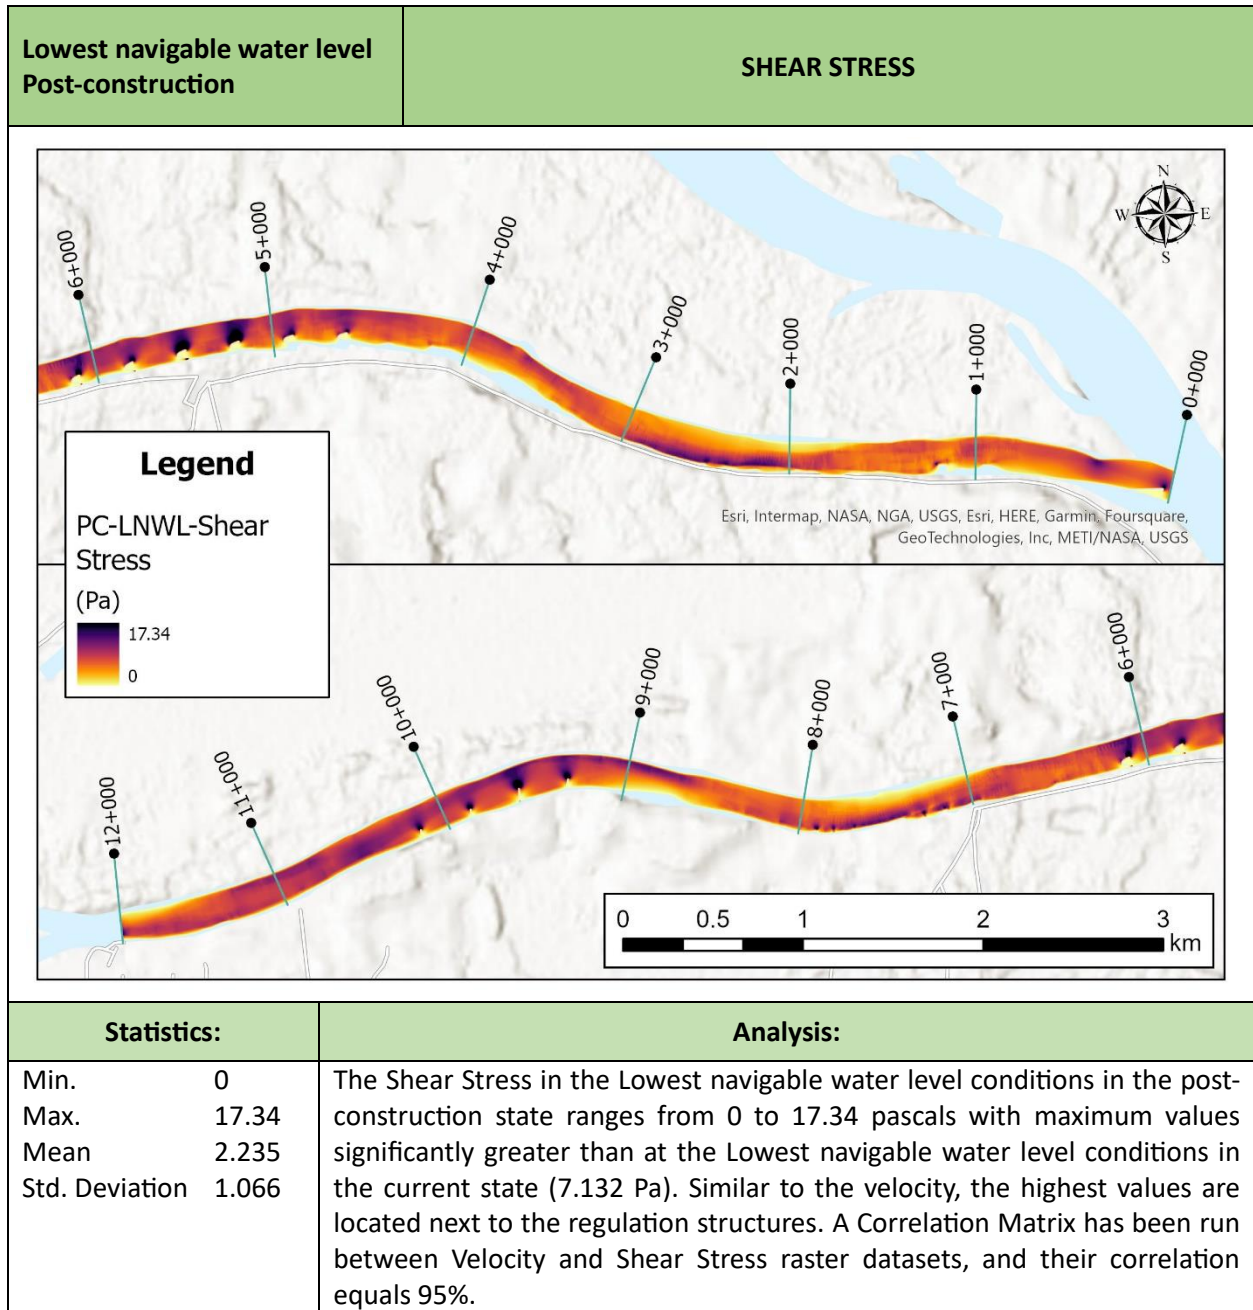 Lowest navigable water level
Post-construction
SHEAR STRESS
N
W
E
S
6+000
5+000
4+000
3+000
2+000
1+000
0+000
Legend
PC-LNWL-Shear
Stress
(Pa)
17.34
0
Esri, Intermap, NASA, NGA, USGS, Esri, HERE, Garmin, Foursquare,
GeoTechnologies, Inc, METI/NASA, USGS
12+000
11+000
10+000
9+000
8+000
7+000
6+000
0 0.5 1 2 3
km
Statistics:
Analysis:
Min. 0
Max. 17.34
Mean 2.235
Std. Deviation 1.066
The Shear Stress in the Lowest navigable water level conditions in the post-
construction state ranges from 0 to 17.34 pascals with maximum values
significantly greater than at the Lowest navigable water level conditions in
the current state (7.132 Pa). Similar to the velocity, the highest values are
located next to the regulation structures. A Correlation Matrix has been run
between Velocity and Shear Stress raster datasets, and their correlation
equals 95%.